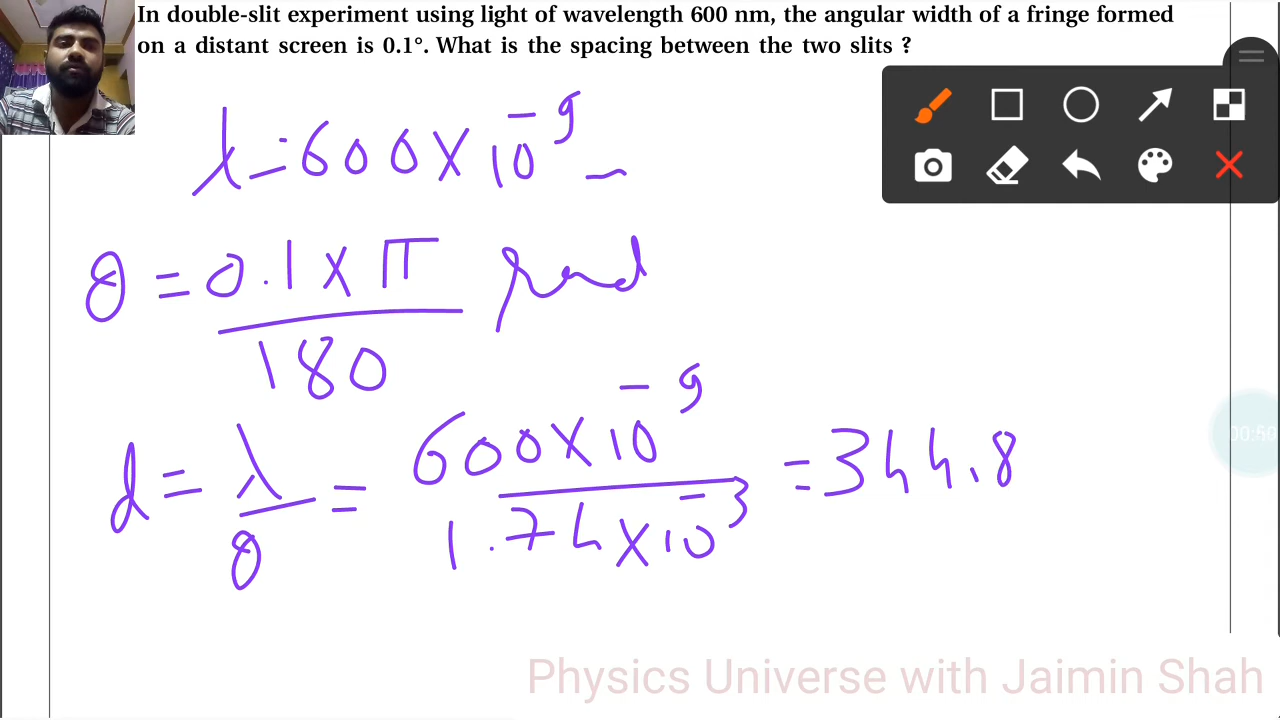 In double-slit experiment using light of wavelength 600 nm, the angular width of a fringe formed
on a distant screen is 0.1°. What is the spacing between the two slits ?
λ = 600 × 10⁻⁹
θ = 0.1 × π / 180 rad
d = λ / θ = 600 × 10⁻⁹ / 1.74 × 10⁻³ = 344.8
00:50
Physics Universe with Jaimin Shah